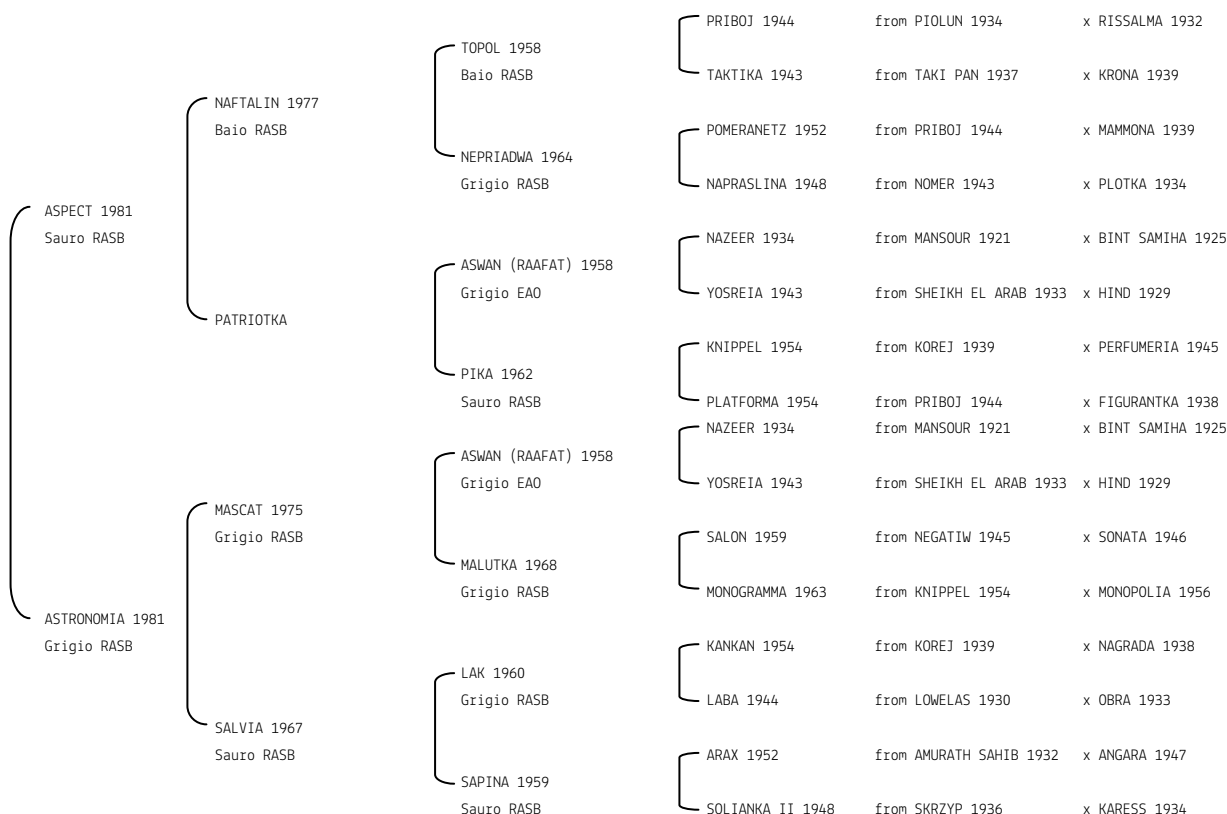 PRIBOJ 1944 from PIOLUN 1934 x RISSALMA 1932
TOPOL 1958
Baio RASB
TAKTIKA 1943 from TAKI PAN 1937 x KRONA 1939
NAFTALIN 1977
Baio RASB
POMERANETZ 1952 from PRIBOJ 1944 x MAMMONA 1939
NEPRIADWA 1964
Grigio RASB
NAPRASLINA 1948 from NOMER 1943 x PLOTKA 1934
ASPECT 1981
Sauro RASB
NAZEER 1934 from MANSOUR 1921 x BINT SAMIHA 1925
ASWAN (RAAFAT) 1958
Grigio EAO
YOSREIA 1943 from SHEIKH EL ARAB 1933 x HIND 1929
PATRIOTKA
KNIPPEL 1954 from KOREJ 1939 x PERFUMERIA 1945
PIKA 1962
Sauro RASB
PLATFORMA 1954 from PRIBOJ 1944 x FIGURANTKA 1938
NAZEER 1934 from MANSOUR 1921 x BINT SAMIHA 1925
ASWAN (RAAFAT) 1958
Grigio EAO
YOSREIA 1943 from SHEIKH EL ARAB 1933 x HIND 1929
MASCAT 1975
Grigio RASB
SALON 1959 from NEGATIW 1945 x SONATA 1946
MALUTKA 1968
Grigio RASB
MONOGRAMMA 1963 from KNIPPEL 1954 x MONOPOLIA 1956
ASTRONOMIA 1981
Grigio RASB
KANKAN 1954 from KOREJ 1939 x NAGRADA 1938
LAK 1960
Grigio RASB
LABA 1944 from LOWELAS 1930 x OBRA 1933
SALVIA 1967
Sauro RASB
ARAX 1952 from AMURATH SAHIB 1932 x ANGARA 1947
SAPINA 1959
Sauro RASB
SOLIANKA II 1948 from SKRZYP 1936 x KARESS 1934